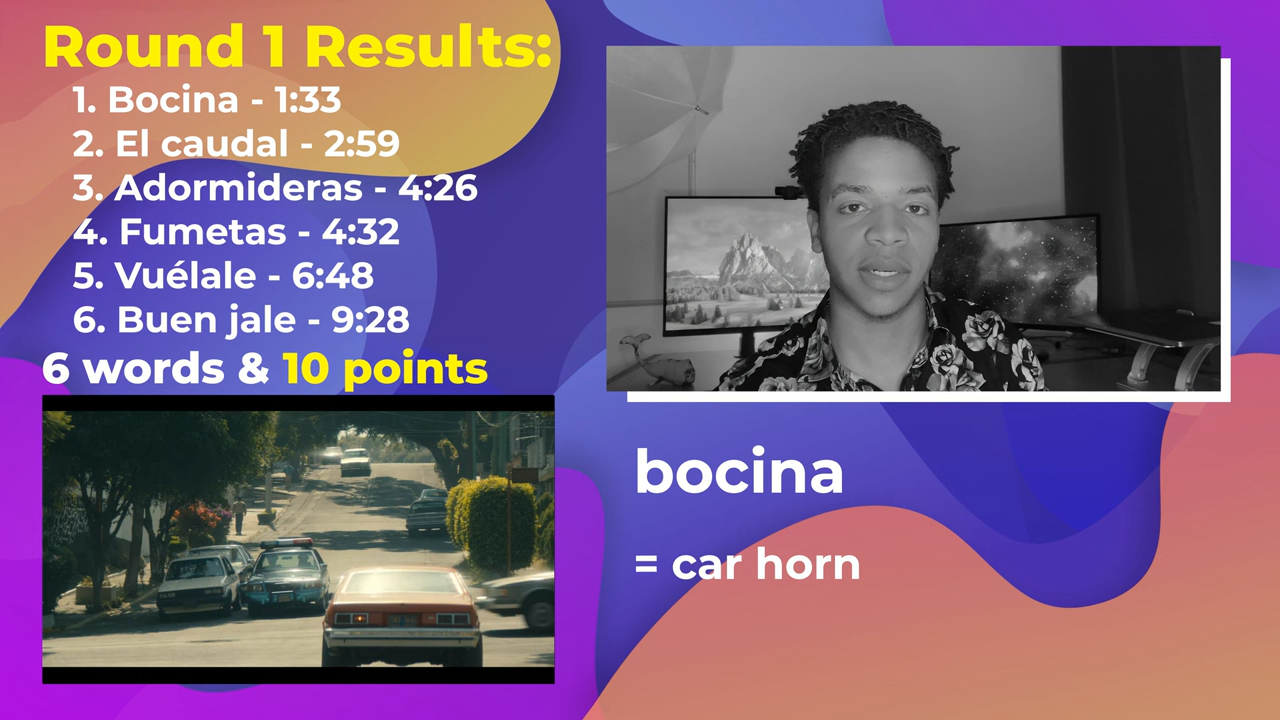 Round 1 Results:
1. Bocina - 1:33
2. El caudal - 2:59
3. Adormideras - 4:26
4. Fumetas - 4:32
5. Vuélale - 6:48
6. Buen jale - 9:28
6 words & 10 points
bocina
= car horn